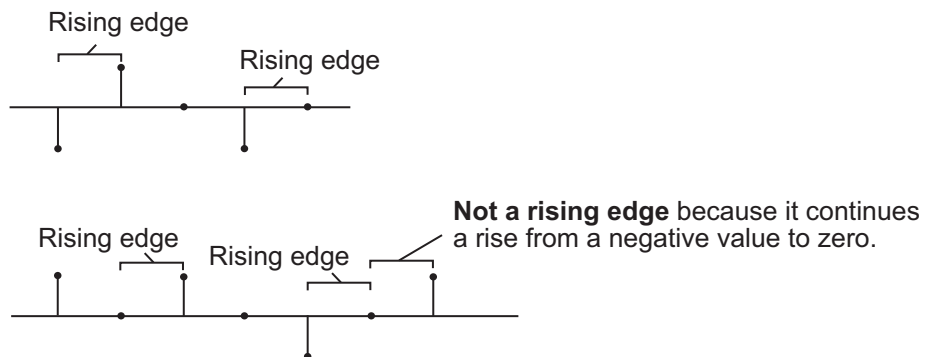 Rising edge
Rising edge
Not a rising edge because it continues
a rise from a negative value to zero.
Rising edge
Rising edge